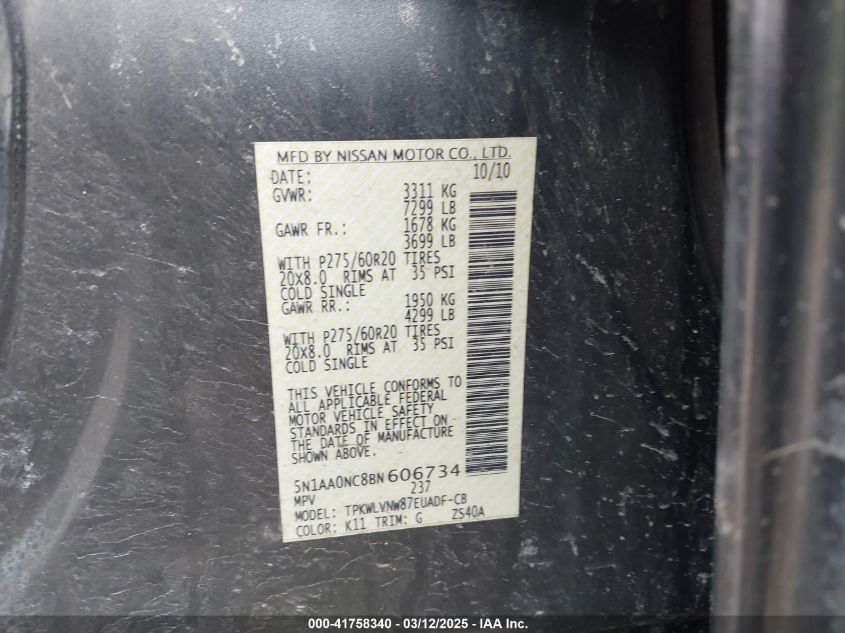 MFD BY NISSAN MOTOR CO., LTD.
DATE: 10/10
GVWR: 3311 KG
7299 LB
GAWR FR.: 1678 KG
3699 LB
WITH P275/60R20 TIRES
20X8.0 RIMS AT 35 PSI
COLD SINGLE
GAWR RR.: 1950 KG
4299 LB
WITH P275/60R20 TIRES
20X8.0 RIMS AT 35 PSI
COLD SINGLE
THIS VEHICLE CONFORMS TO
ALL APPLICABLE FEDERAL
MOTOR VEHICLE SAFETY
STANDARDS IN EFFECT ON
THE DATE OF MANUFACTURE
SHOWN ABOVE.
5N1AA0NC8BN606734
MPV 237
MODEL: TPKWLVNW87EUADF-CB
COLOR: K11 TRIM: G ZS40A
000-41758340 - 03/12/2025 - IAA, Inc.